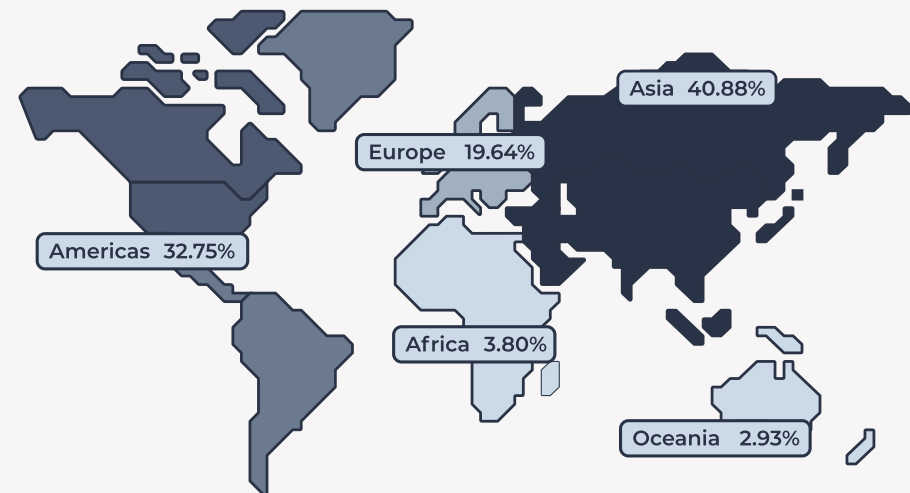 Asia 40.88%
Europe 19.64%
Americas 32.75%
Africa 3.80%
Oceania 2.93%